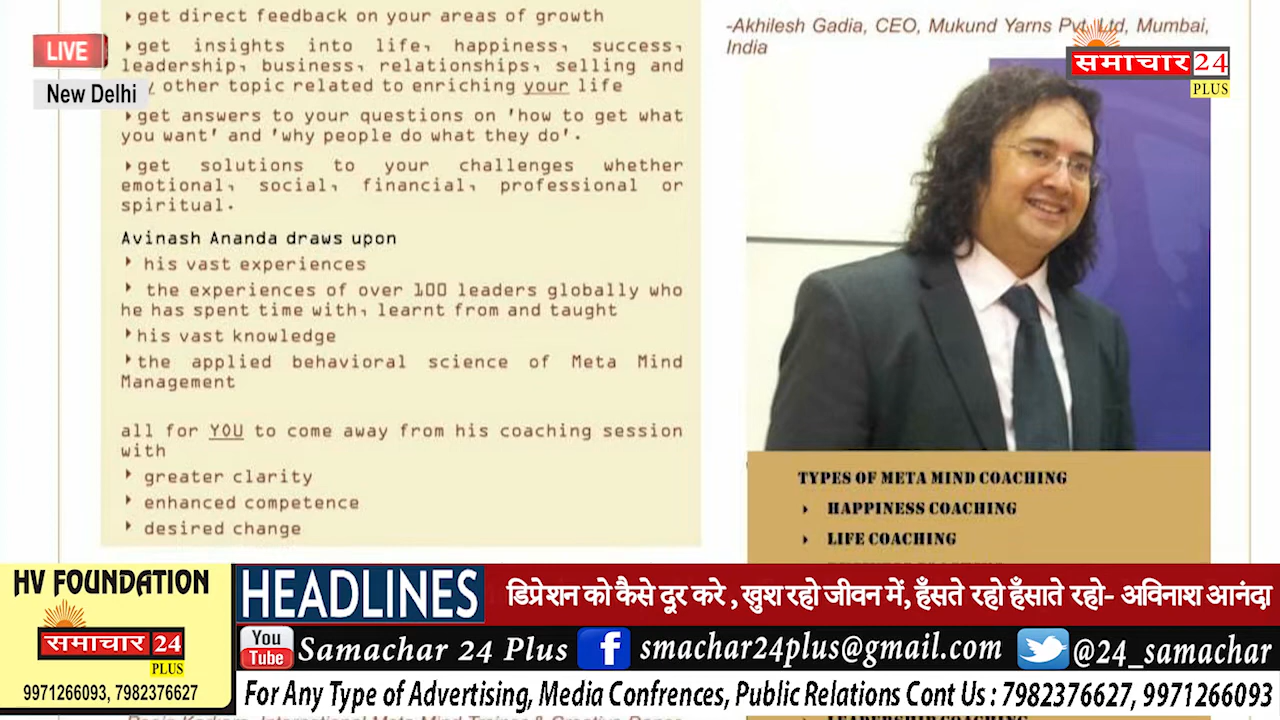 ▸get direct feedback on your areas of growth
▸get insights into life, happiness, success,
leadership, business, relationships, selling and
other topic related to enriching your life
▸get answers to your questions on 'how to get what
you want' and 'why people do what they do'.
▸get solutions to your challenges whether
emotional, social, financial, professional or
spiritual.
Avinash Ananda draws upon
▸ his vast experiences
▸ the experiences of over 100 leaders globally who
he has spent time with, learnt from and taught
▸his vast knowledge
▸the applied behavioral science of Meta Mind
Management
all for YOU to come away from his coaching session
with
▸ greater clarity
▸ enhanced competence
▸ desired change
-Akhilesh Gadia, CEO, Mukund Yarns Pvt. Ltd, Mumbai,
India
TYPES OF META MIND COACHING
▸ HAPPINESS COACHING
▸ LIFE COACHING
LIVE
New Delhi
समाचार 24
PLUS
HV FOUNDATION
समाचार 24
PLUS
9971266093, 7982376627
HEADLINES
डिप्रेशन को कैसे दूर करे , खुश रहो जीवन में, हँसते रहो हँसाते रहो- अविनाश आनंदा
You Tube Samachar 24 Plus f smachar24plus@gmail.com @24_samachar
For Any Type of Advertising, Media Confrences, Public Relations Cont Us : 7982376627, 9971266093